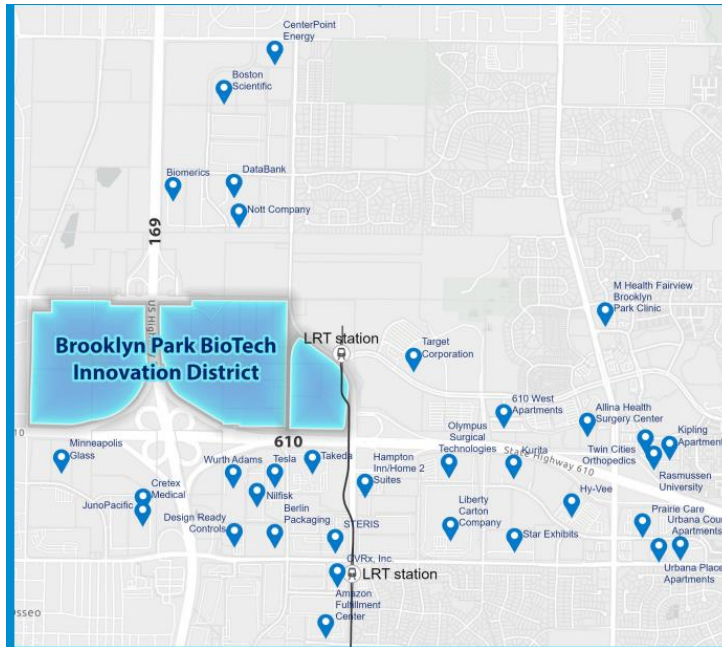 CenterPoint
Energy
Boston
Scientific
Biomerics
DataBank
Nott Company
169
US High
M Health Fairview
Brooklyn
Park Clinic
LRT station
Brooklyn Park BioTech
Innovation District
Target
Corporation
610 West
Apartments
Allina Health
Surgery Center
Kipling
Apartment
10
610
Minneapolis
Glass
Wurth Adams
Tesla
Takeda
Hampton
Inn/Home 2
Suites
Olympus
Surgical
Technologies
Kurita
State Highway 610
Twin Cities
Orthopedics
Rasmussen
University
Cretex
Medical
JunoPacific
Nilfisk
Hy-Vee
Design Ready
Controls
Berlin
Packaging
STERIS
Liberty
Carton
Company
Star Exhibits
Prairie Care
Urbana Cou
Apartments
CVRx, Inc.
LRT station
Urbana Place
Apartments
Amazon
Fulfillment
Center
sseo